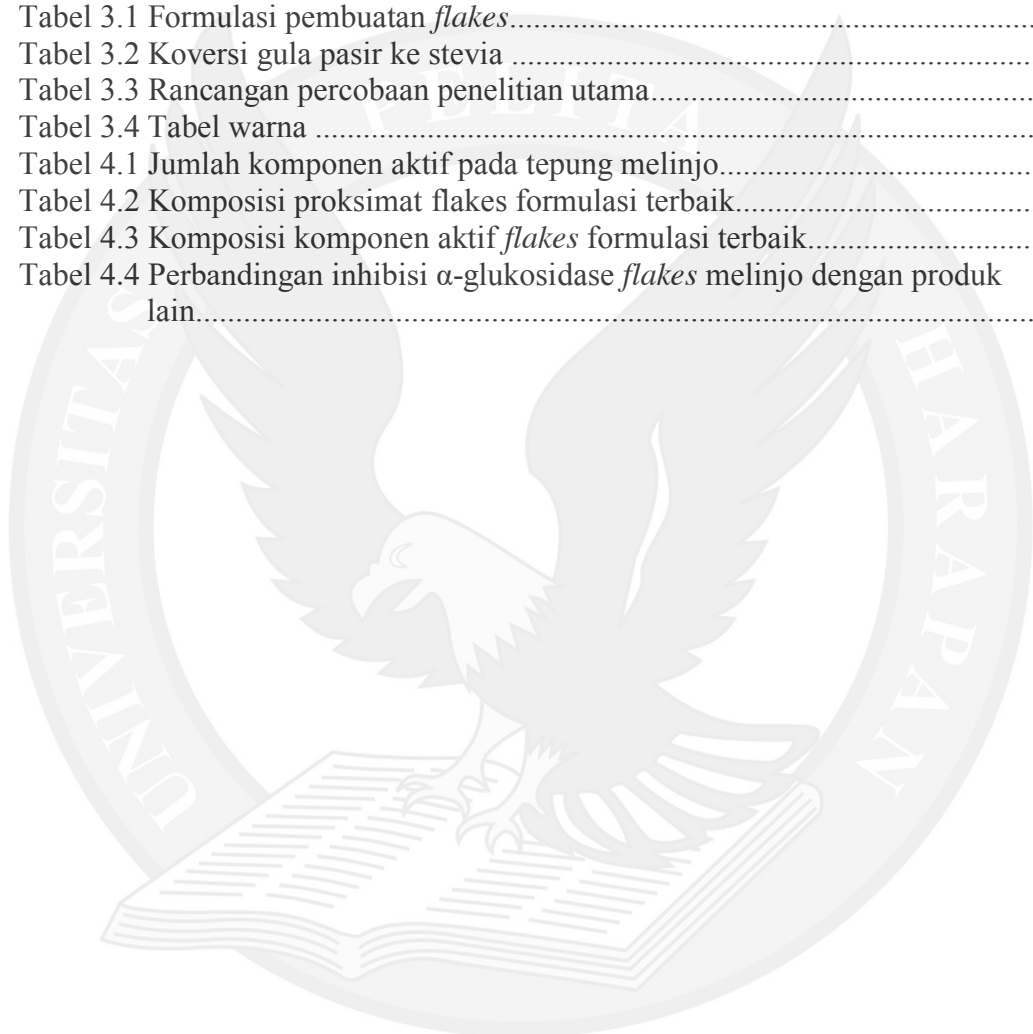 Tabel 3.1 Formulasi pembuatan flakes...............................................................................
Tabel 3.2 Koversi gula pasir ke stevia ...............................................................................
Tabel 3.3 Rancangan percobaan penelitian utama...............................................................
Tabel 3.4 Tabel warna .......................................................................................................
Tabel 4.1 Jumlah komponen aktif pada tepung melinjo......................................................
Tabel 4.2 Komposisi proksimat flakes formulasi terbaik....................................................
Tabel 4.3 Komposisi komponen aktif flakes formulasi terbaik...........................................
Tabel 4.4 Perbandingan inhibisi α-glukosidase flakes melinjo dengan produk
lain.........................................................................................................
UNIVERSITAS PELITA HARAPAN